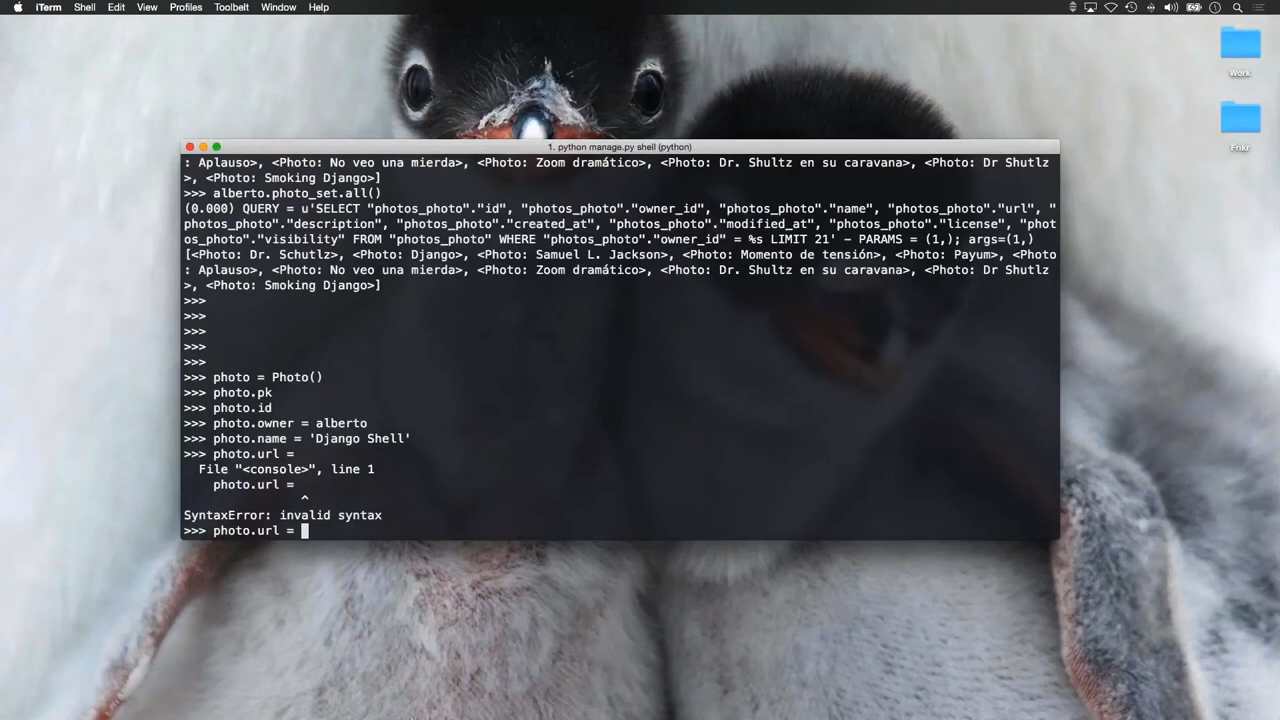 iTerm Shell Edit View Profiles Toolbelt Window Help
Work
Frikr
1. python manage.py shell (python)
: Aplauso>, <Photo: No veo una mierda>, <Photo: Zoom dramático>, <Photo: Dr. Shultz en su caravana>, <Photo: Dr Shutlz
>, <Photo: Smoking Django>]
>>> alberto.photo_set.all()
(0.000) QUERY = u'SELECT "photos_photo"."id", "photos_photo"."owner_id", "photos_photo"."name", "photos_photo"."url", "
photos_photo"."description", "photos_photo"."created_at", "photos_photo"."modified_at", "photos_photo"."license", "phot
os_photo"."visibility" FROM "photos_photo" WHERE "photos_photo"."owner_id" = %s LIMIT 21' - PARAMS = (1,); args=(1,)
[<Photo: Dr. Schutlz>, <Photo: Django>, <Photo: Samuel L. Jackson>, <Photo: Momento de tensión>, <Photo: Payum>, <Photo
: Aplauso>, <Photo: No veo una mierda>, <Photo: Zoom dramático>, <Photo: Dr. Shultz en su caravana>, <Photo: Dr Shutlz
>, <Photo: Smoking Django>]
>>>
>>>
>>>
>>>
>>>
>>> photo = Photo()
>>> photo.pk
>>> photo.id
>>> photo.owner = alberto
>>> photo.name = 'Django Shell'
>>> photo.url =
File "<console>", line 1
photo.url =
^
SyntaxError: invalid syntax
>>> photo.url =